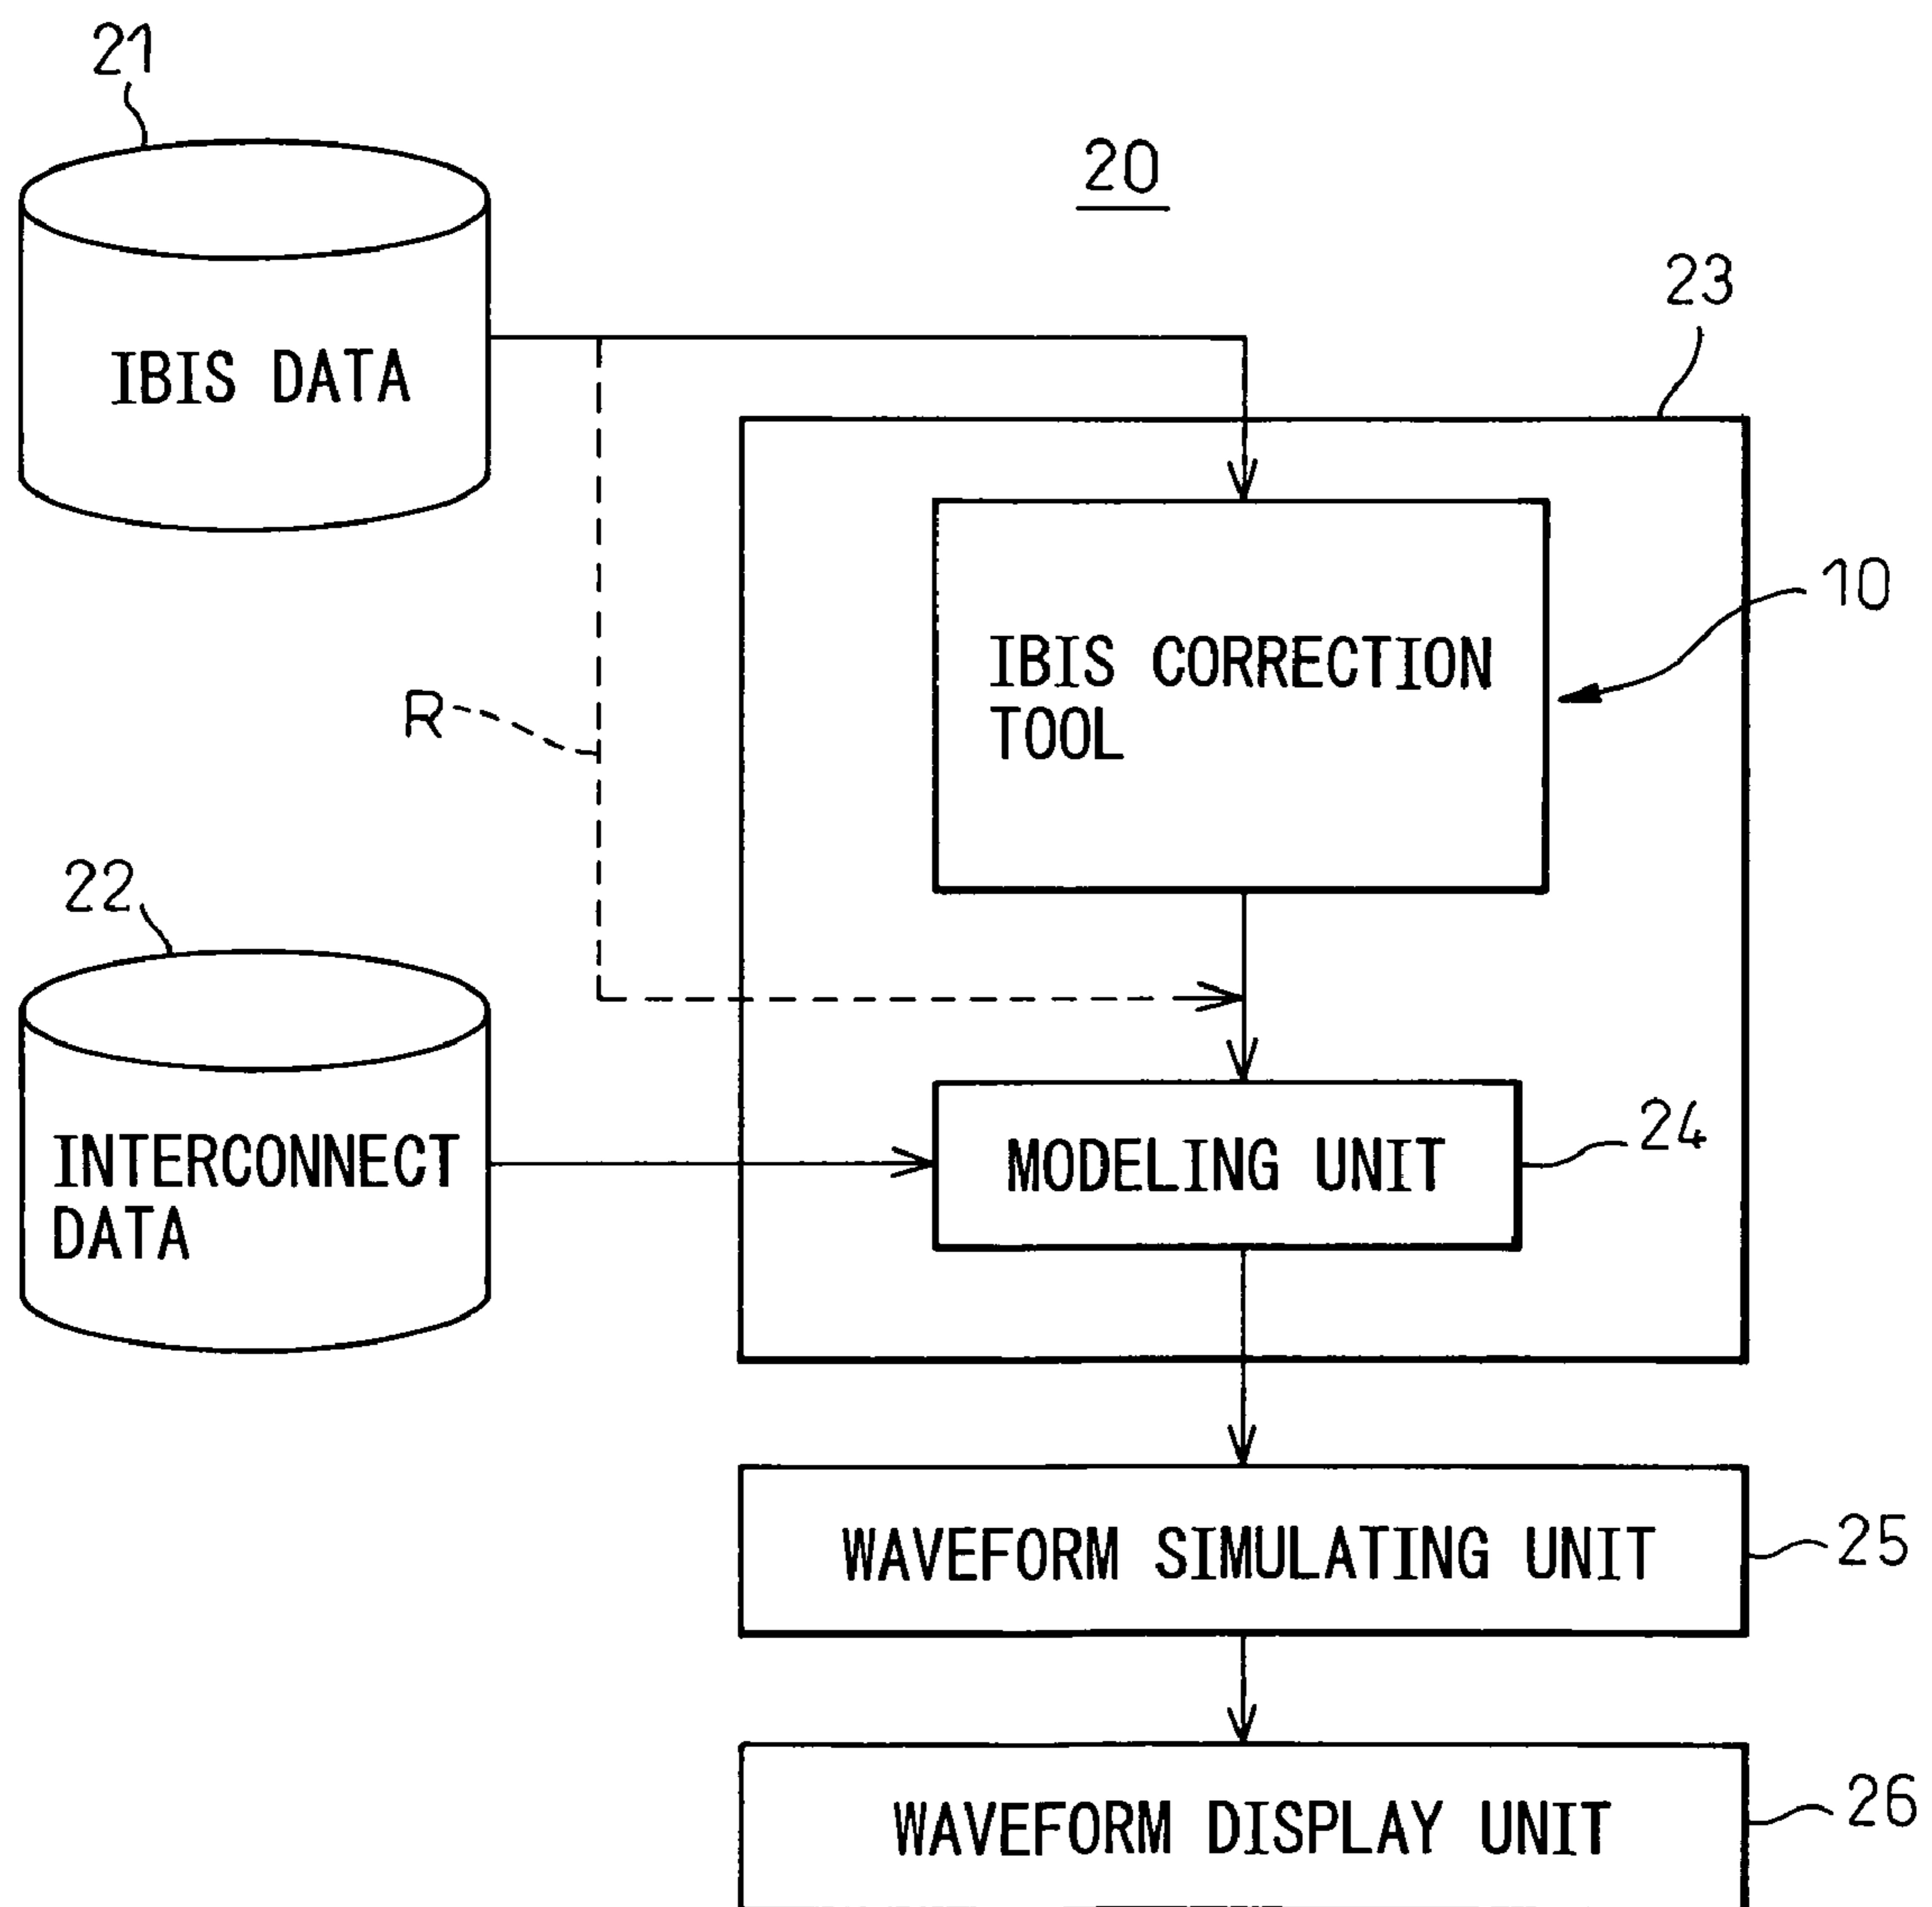 21
20
23
IBIS DATA
10
IBIS CORRECTION
TOOL
R
22
24
INTERCONNECT
DATA
MODELING UNIT
25
WAVEFORM SIMULATING UNIT
26
WAVEFORM DISPLAY UNIT